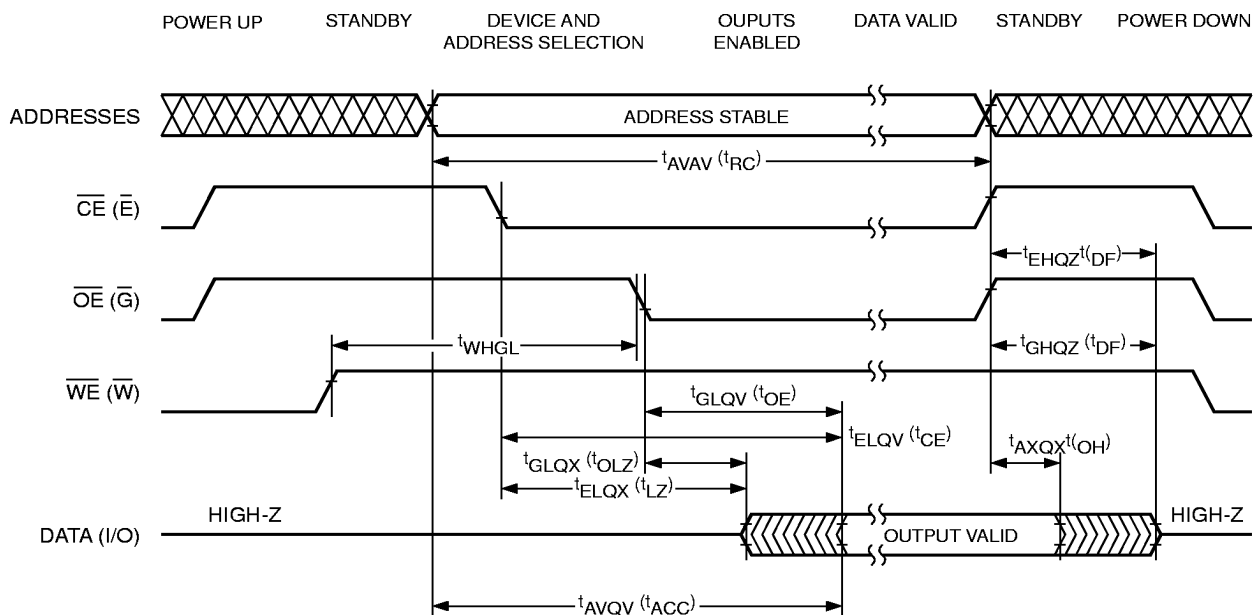 POWER UP STANDBY DEVICE AND OUPUTS DATA VALID STANDBY POWER DOWN
ADDRESS SELECTION ENABLED
ADDRESSES ADDRESS STABLE
tAVAV (tRC)
CE (E)
tEHQZt(DF)
OE (G)
tWHGL tGHQZ (tDF)
WE (W)
tGLQV (tOE)
tELQV (tCE)
tGLQX (tOLZ) tAXQXt(OH)
tELQX (tLZ)
HIGH-Z HIGH-Z
DATA (I/O) OUTPUT VALID
tAVQV (tACC)